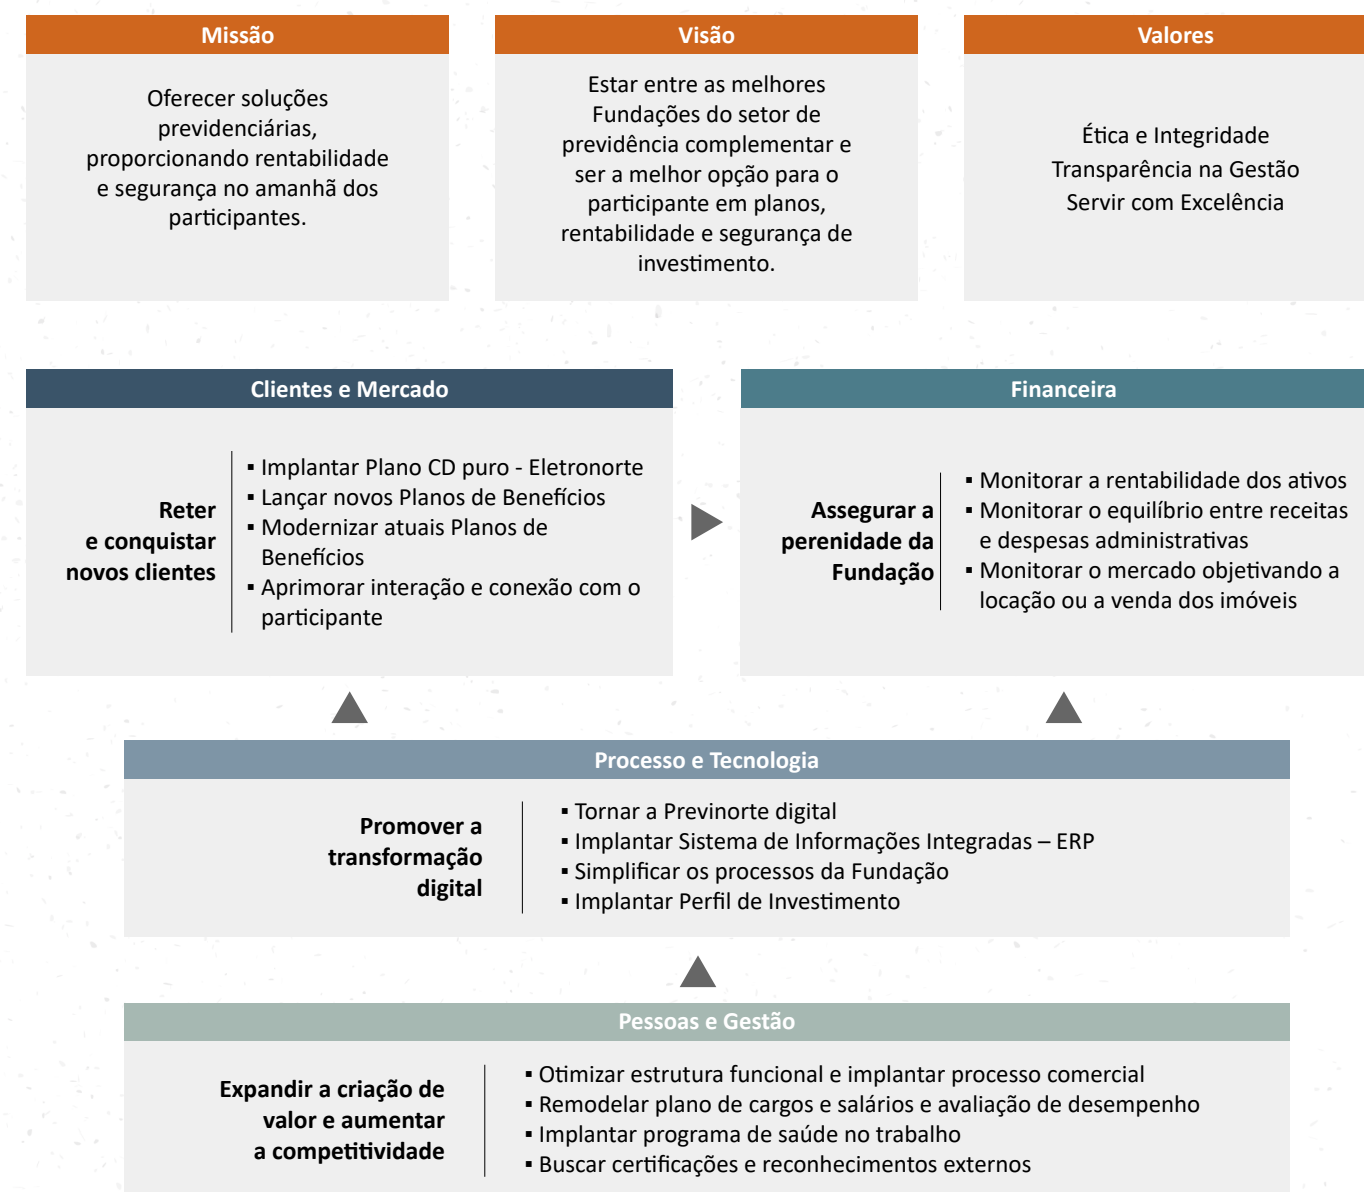 Missão
Oferecer soluções
previdenciárias,
proporcionando rentabilidade
e segurança no amanhã dos
participantes.
Visão
Estar entre as melhores
Fundações do setor de
previdência complementar e
ser a melhor opção para o
participante em planos,
rentabilidade e segurança de
investimento.
Valores
Ética e Integridade
Transparência na Gestão
Servir com Excelência
Clientes e Mercado
Reter
e conquistar
novos clientes
▪ Implantar Plano CD puro - Eletronorte
▪ Lançar novos Planos de Benefícios
▪ Modernizar atuais Planos de
Benefícios
▪ Aprimorar interação e conexão com o
participante
Financeira
Assegurar a
perenidade da
Fundação
▪ Monitorar a rentabilidade dos ativos
▪ Monitorar o equilíbrio entre receitas
e despesas administrativas
▪ Monitorar o mercado objetivando a
locação ou a venda dos imóveis
Processo e Tecnologia
Promover a
transformação
digital
▪ Tornar a Previnorte digital
▪ Implantar Sistema de Informações Integradas – ERP
▪ Simplificar os processos da Fundação
▪ Implantar Perfil de Investimento
Pessoas e Gestão
Expandir a criação de
valor e aumentar
a competitividade
▪ Otimizar estrutura funcional e implantar processo comercial
▪ Remodelar plano de cargos e salários e avaliação de desempenho
▪ Implantar programa de saúde no trabalho
▪ Buscar certificações e reconhecimentos externos